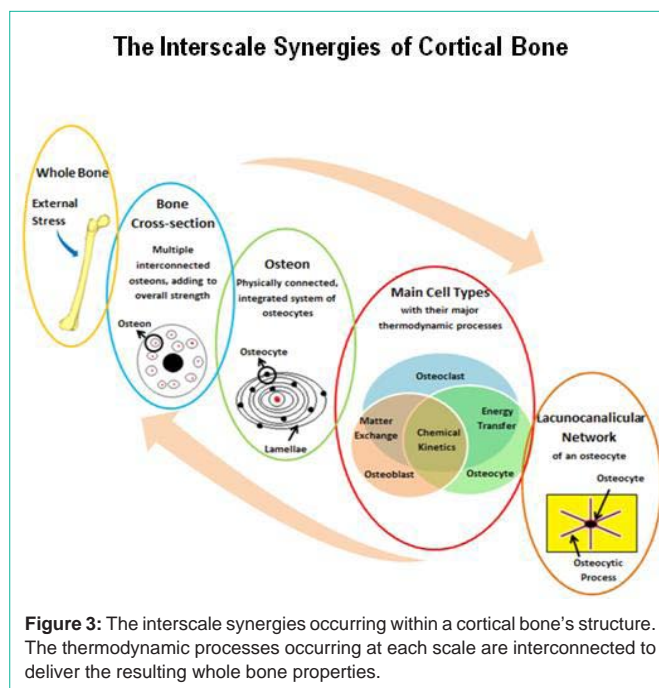 The Interscale Synergies of Cortical Bone
Whole Bone
External
Stress
Bone
Cross-section
Multiple
interconnected
osteons, adding to
overall strength
Osteon
Osteon
Physically connected,
integrated system of
osteocytes
Osteocyte
Lamellae
Main Cell Types
with their major
thermodynamic processes
Osteoclast
Matter
Exchange
Energy
Transfer
Chemical
Kinetics
Osteoblast
Osteocyte
Lacunocanalicular
Network
of an osteocyte
Osteocyte
Osteocytic
Process
Figure 3: The interscale synergies occurring within a cortical bone's structure.
The thermodynamic processes occurring at each scale are interconnected to
deliver the resulting whole bone properties.